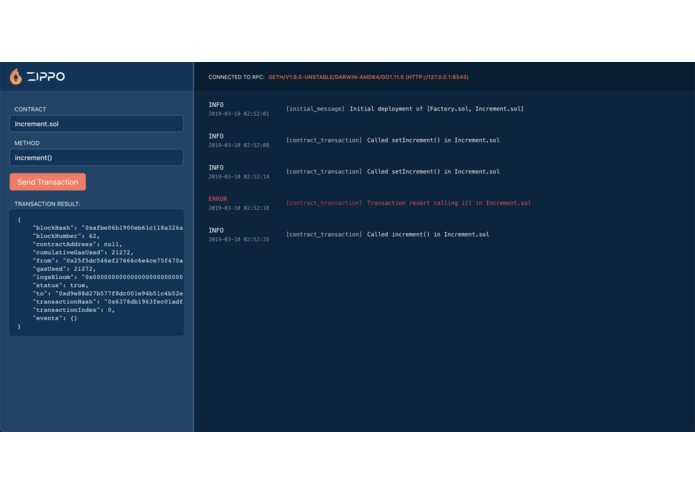 ZIPPO
CONNECTED TO RPC: GETH/V1.9.0-UNSTABLE/DARWIN-AMD64/GO1.11.5 (HTTP://127.0.0.1:8545)
CONTRACT
Increment.sol
METHOD
increment()
Send Transaction
TRANSACTION RESULT:
{
"blockHash": "0xafbe06b1900eb61c118a326a
"blockNumber": 62,
"contractAddress": null,
"cumulativeGasUsed": 21272,
"from": "0x25f5dc546ef27666c6e4ce75f470a
"gasUsed": 21272,
"logsBloom": "0x00000000000000000000000
"status": true,
"to": "0xd9e88d27b577f8dc001e94b51c4b52e
"transactionHash": "0x6378db1963fec01adf
"transactionIndex": 0,
"events": {}
}
INFO
2019-03-10 02:52:01
[initial_message] Initial deployment of [Factory.sol, Increment.sol]
INFO
2019-03-10 02:52:08
[contract_transaction] Called setIncrement() in Increment.sol
INFO
2019-03-10 02:52:14
[contract_transaction] Called setIncrement() in Increment.sol
ERROR
2019-03-10 02:52:18
[contract_transaction] Transaction revert calling i() in Increment.sol
INFO
2019-03-10 02:52:25
[contract_transaction] Called increment() in Increment.sol